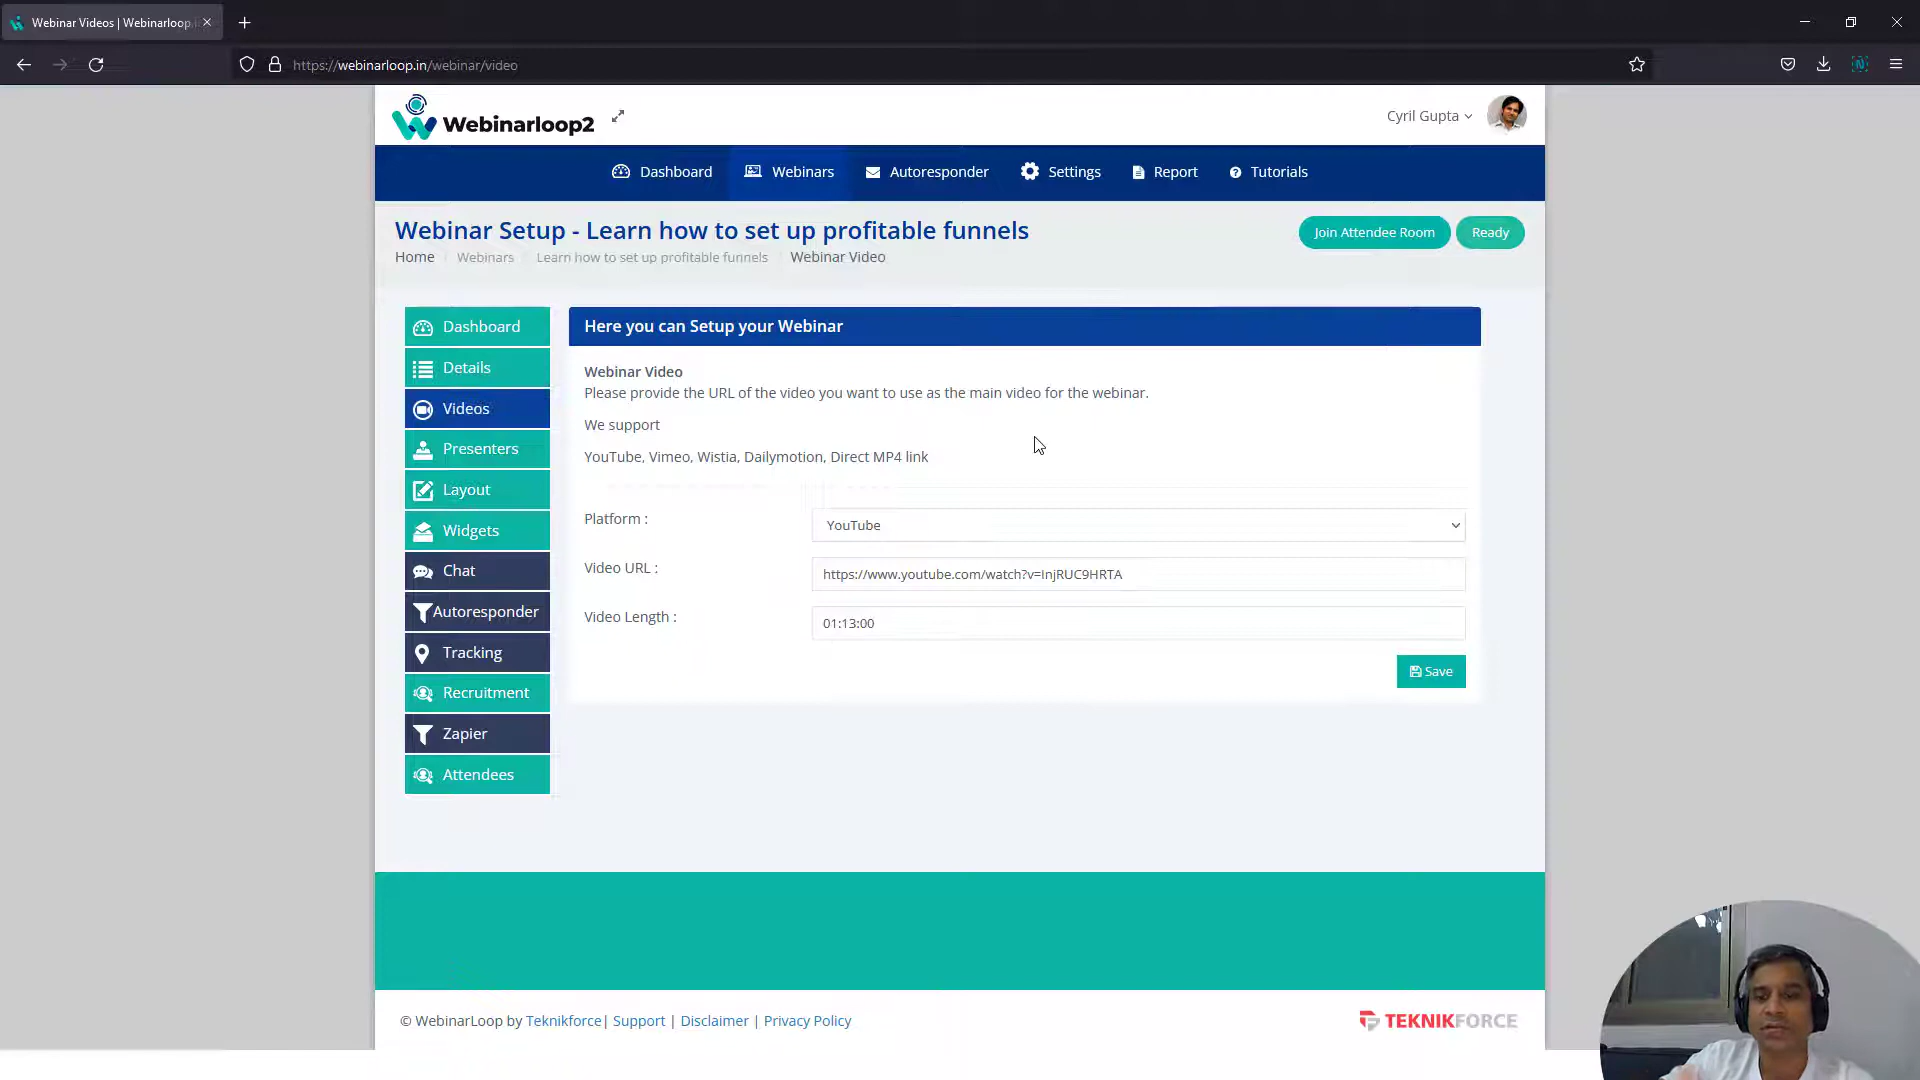 Webinar Videos | Webinarloop.
https://webinarloop.in/webinar/video
Webinarloop2
Cyril Gupta
Dashboard
Webinars
Autoresponder
Settings
Report
Tutorials
Webinar Setup - Learn how to set up profitable funnels
Join Attendee Room
Ready
Home
Webinars
Learn how to set up profitable funnels
Webinar Video
Dashboard
Details
Videos
Presenters
Layout
Widgets
Chat
Autoresponder
Tracking
Recruitment
Zapier
Attendees
Here you can Setup your Webinar
Webinar Video
Please provide the URL of the video you want to use as the main video for the webinar.
We support
YouTube, Vimeo, Wistia, Dailymotion, Direct MP4 link
Platform :
YouTube
Video URL :
https://www.youtube.com/watch?v=InjRUC9HRTA
Video Length :
01:13:00
Save
© WebinarLoop by Teknikforce| Support | Disclaimer | Privacy Policy
TEKNIKFORCE